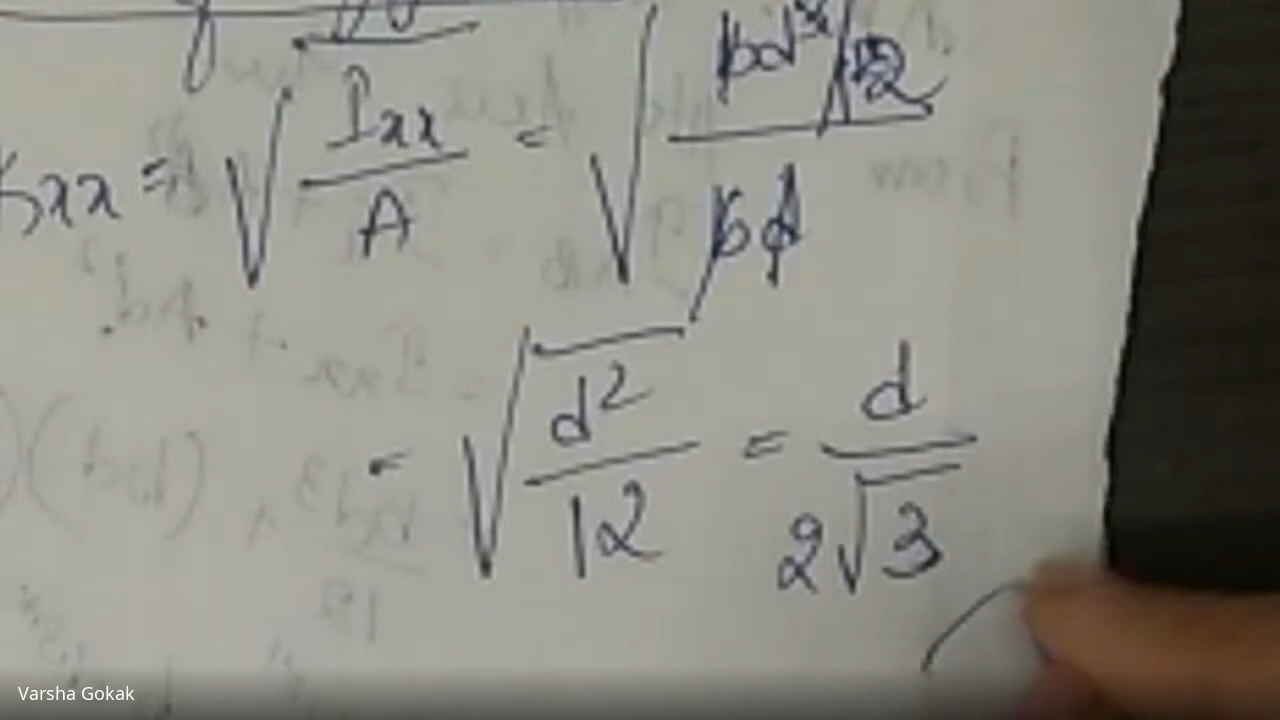 Kxx = √(Ixx/A) = √((bd³/12)/(bd))
= √(d²/12) = d/(2√3)
Varsha Gokak